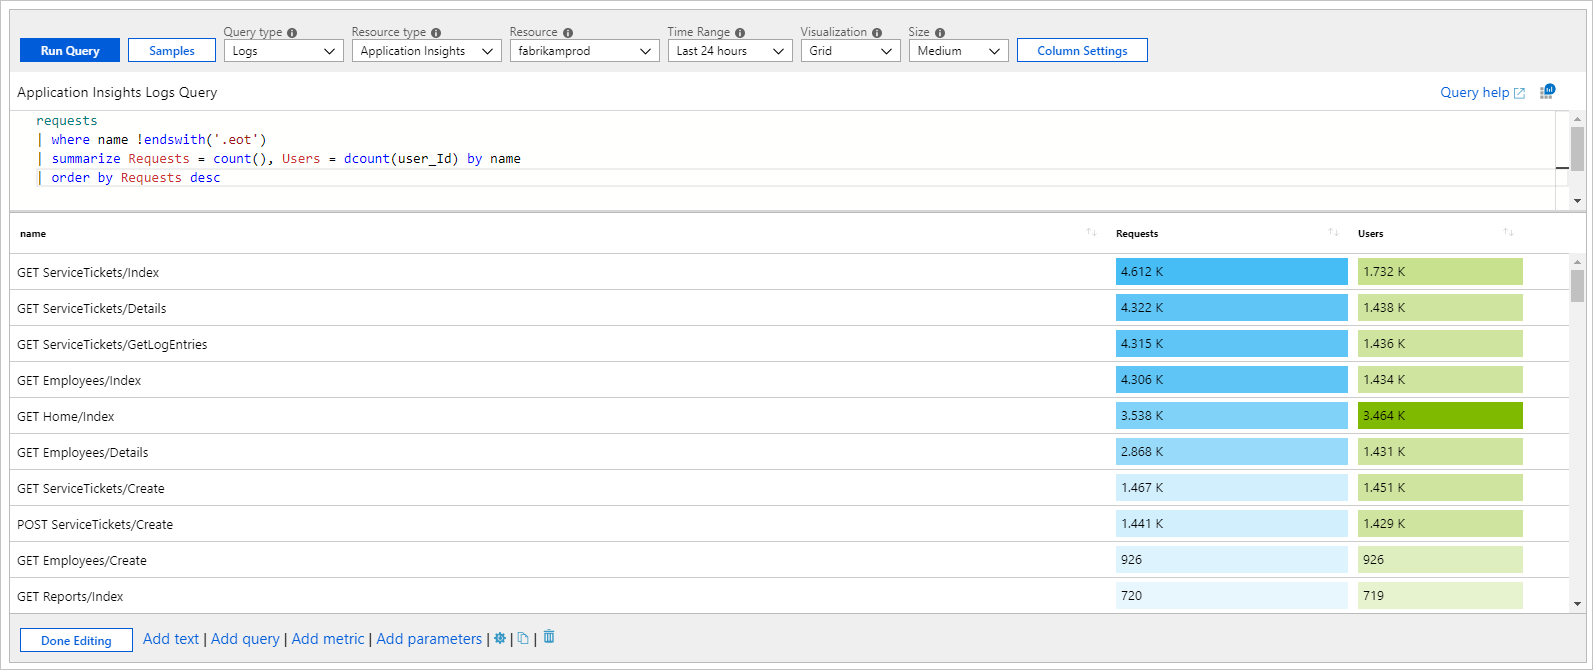 Query type Resource type Resource Time Range Visualization Size
Run Query Samples Logs Application Insights fabrikamprod Last 24 hours Grid Medium Column Settings
Application Insights Logs Query Query help
requests
| where name !endswith('.eot')
| summarize Requests = count(), Users = dcount(user_Id) by name
| order by Requests desc
name Requests Users
GET ServiceTickets/Index 4.612 K 1.732 K
GET ServiceTickets/Details 4.322 K 1.438 K
GET ServiceTickets/GetLogEntries 4.315 K 1.436 K
GET Employees/Index 4.306 K 1.434 K
GET Home/Index 3.538 K 3.464 K
GET Employees/Details 2.868 K 1.431 K
GET ServiceTickets/Create 1.467 K 1.451 K
POST ServiceTickets/Create 1.441 K 1.429 K
GET Employees/Create 926 926
GET Reports/Index 720 719
Done Editing Add text | Add query | Add metric | Add parameters | | |